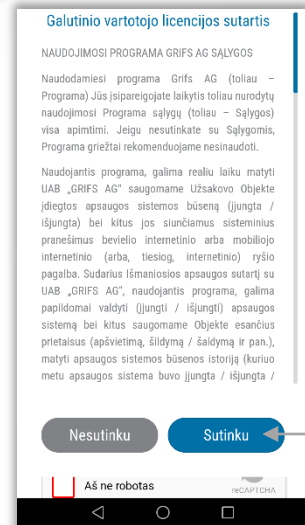 Galutinio vartotojo licencijos sutartis
NAUDOJIMOSI PROGRAMA GRIFS AG SĄLYGOS
Naudodamiesi programa Grifs AG (toliau –
Programa) Jūs įsipareigojate laikytis toliau nurodytų
naudojimosi Programa sąlygų (toliau – Sąlygos)
visa apimtimi. Jeigu nesutinkate su Sąlygomis,
Programa griežtai rekomenduojame nesinaudoti.
Naudojantis programa, galima realiu laiku matyti
UAB „GRIFS AG” saugomame Užsakovo Objekte
įdiegtos apsaugos sistemos būseną (įjungta /
išjungta) bei kitus jos siunčiamus sisteminius
pranešimus bevielio internetinio arba mobiliojo
internetinio (arba, tiesiog, internetinio) ryšio
pagalba. Sudarius Išmaniosios apsaugos sutartį su
UAB „GRIFS AG”, naudojantis programa, galima
papildomai valdyti (įjungti / išjungti) apsaugos
sistemą bei kitus saugomame Objekte esančius
prietaisus (apšvietimą, šildymą / šaldymą ir pan.),
matyti apsaugos sistemos būsenos istoriją (kuriuo
metu apsaugos sistema buvo įjungta / išjungta /
Nesutinku
Sutinku
Aš ne robotas
reCAPTCHA